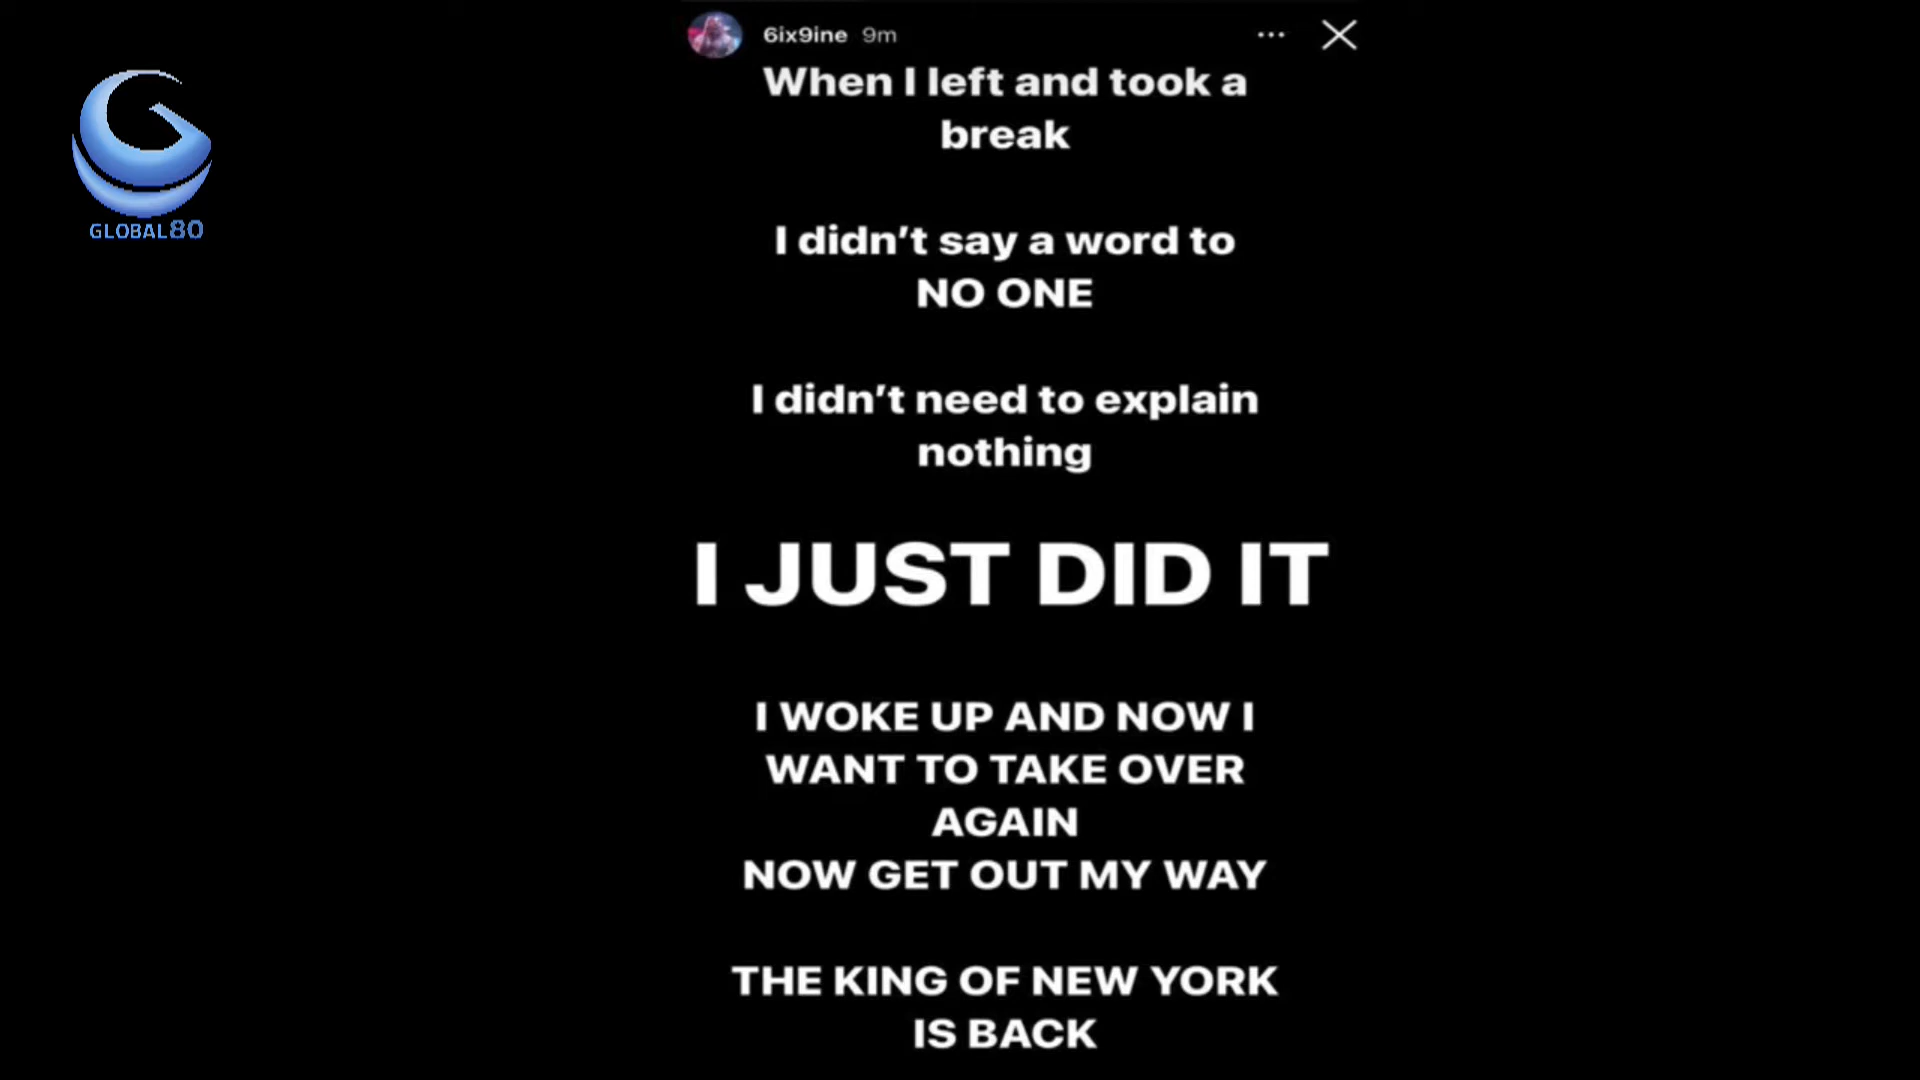 6ix9ine 9m
When I left and took a
break
GLOBAL80
I didn't say a word to
NO ONE
I didn't need to explain
nothing
I JUST DID IT
I WOKE UP AND NOW I
WANT TO TAKE OVER
AGAIN
NOW GET OUT MY WAY
THE KING OF NEW YORK
IS BACK